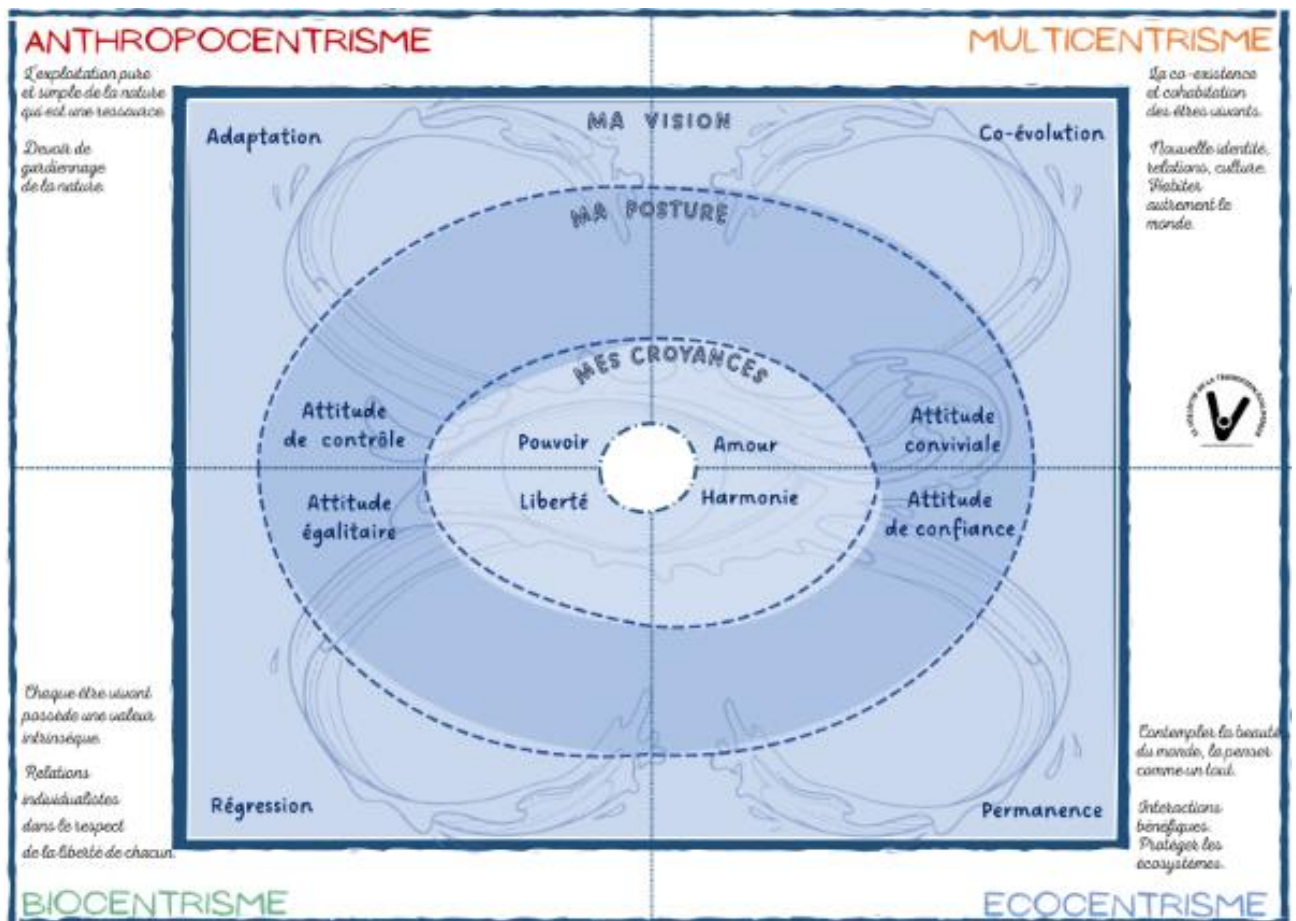 ANTHROPOCENTRISME
MULTICENTRISME
L'exploitation pure
et simple de la nature
qui est une ressource.
Devoir de
gardiennage
de la nature.
La co-existence
et cohabitation
des êtres vivants.
Nouvelle identité,
relations, culture.
Habiter
autrement le
monde.
MA VISION
Adaptation
Co-évolution
MA POSTURE
MES CROYANCES
Attitude
de contrôle
Pouvoir
Amour
Attitude
conviviale
Attitude
égalitaire
Liberté
Harmonie
Attitude
de confiance
Chaque être vivant
possède une valeur
intrinsèque.
Relations
individualistes
dans le respect
de la liberté de chacun.
Contempler la beauté
du monde, la penser
comme un tout.
Interactions
bénéfiques.
Protéger les
écosystèmes.
Régression
Permanence
BIOCENTRISME
ECOCENTRISME